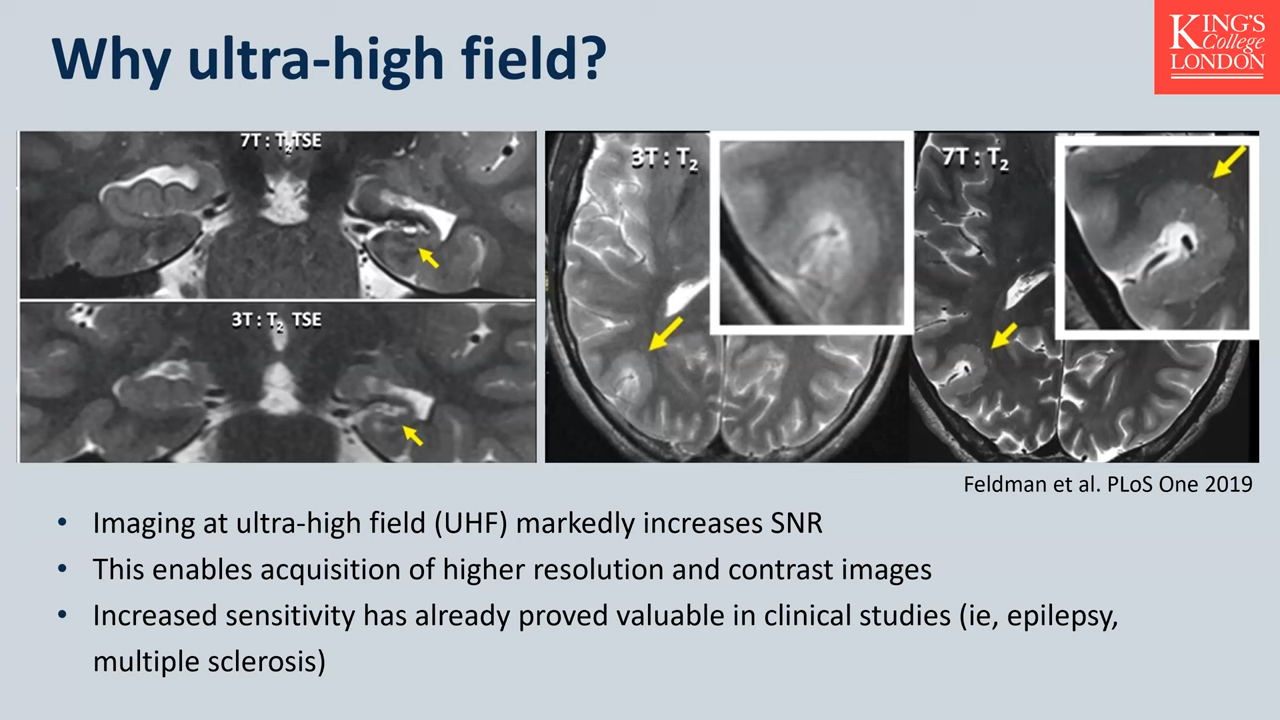 Why ultra-high field?
KING'S
College
LONDON
7T : T2 TSE
3T : T2 TSE
3T : T2
7T : T2
Feldman et al. PLoS One 2019
• Imaging at ultra-high field (UHF) markedly increases SNR
• This enables acquisition of higher resolution and contrast images
• Increased sensitivity has already proved valuable in clinical studies (ie, epilepsy,
multiple sclerosis)